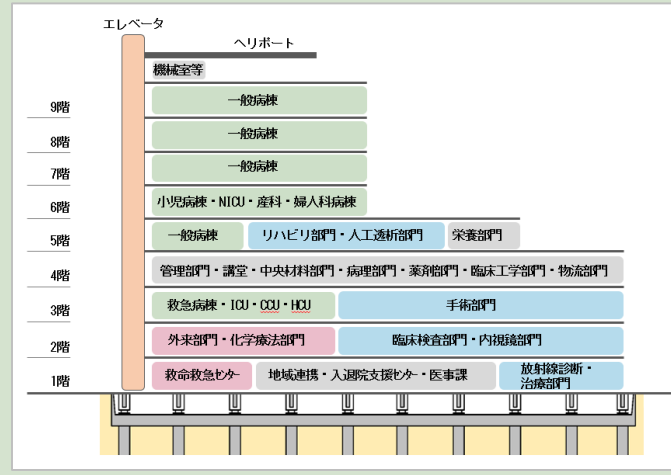 エレベータ
ヘリポート
機械室等
9階
一般病棟
8階
一般病棟
7階
一般病棟
6階
小児病棟・NICU・産科・婦人科病棟
5階
一般病棟
リハビリ部門・人工透析部門
栄養部門
4階
管理部門・講堂・中央材料部門・病理部門・薬剤部門・臨床工学部門・物流部門
3階
救急病棟・ICU・CCU・HCU
手術部門
2階
外来部門・化学療法部門
臨床検査部門・内視鏡部門
1階
救命救急ｾﾝﾀｰ
地域連携・入退院支援ｾﾝﾀｰ・医事課
放射線診断・
治療部門